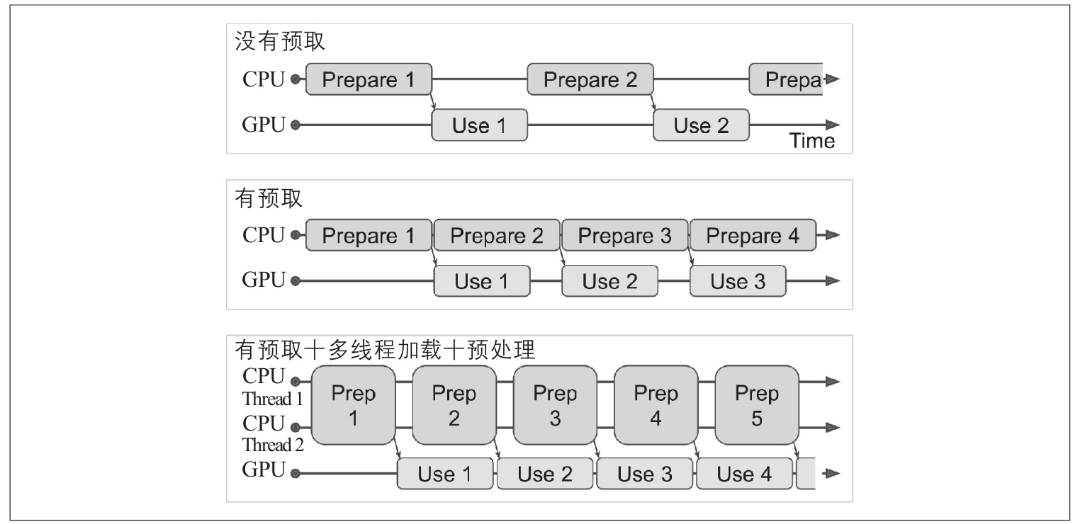 没有预取
CPU Prepare 1 Prepare 2 Prepa
GPU Use 1 Use 2
Time
有预取
CPU Prepare 1 Prepare 2 Prepare 3 Prepare 4
GPU Use 1 Use 2 Use 3
有预取十多线程加载十预处理
CPU
Thread 1
Prep 1
Prep 2
Prep 3
Prep 4
Prep 5
CPU
Thread 2
GPU Use 1 Use 2 Use 3 Use 4